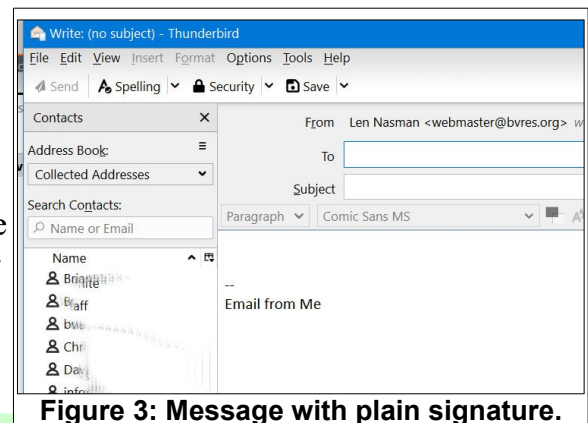 Write: (no subject) - Thunderbird
File Edit View Insert Format Options Tools Help
Send Spelling Security Save
Contacts
From Len Nasman <webmaster@bvres.org>
Address Book:
To
Collected Addresses
Subject
Search Contacts:
Paragraph Comic Sans MS
Name or Email
Name
--
Email from Me
Figure 3: Message with plain signature.